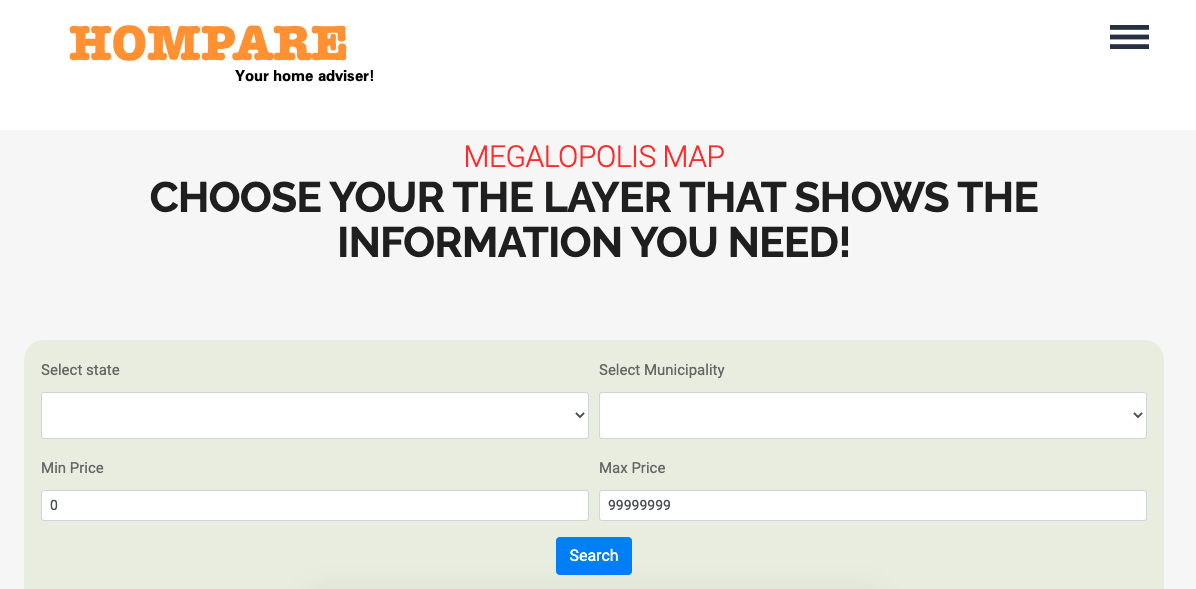 HOMPARE
Your home adviser!
MEGALOPOLIS MAP
CHOOSE YOUR THE LAYER THAT SHOWS THE
INFORMATION YOU NEED!
Select state
Select Municipality
Min Price
Max Price
0
99999999
Search